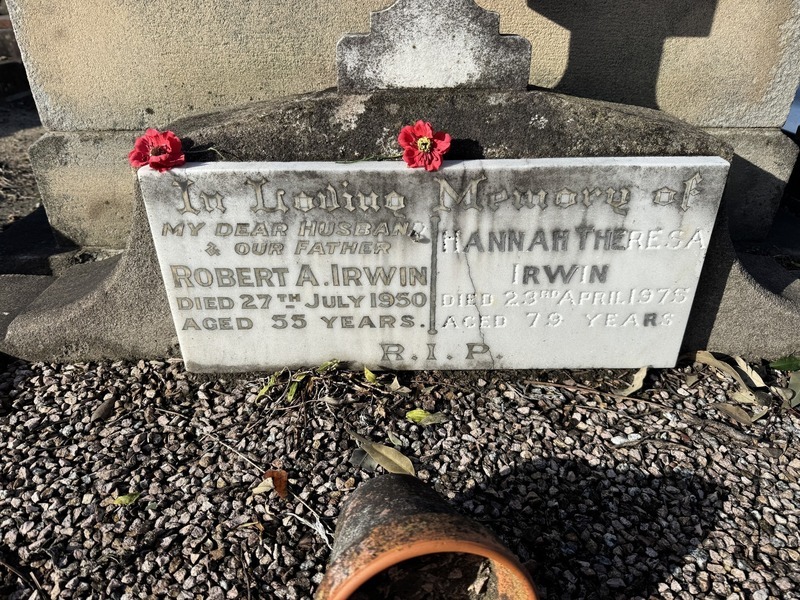 In Loving Memory of
MY DEAR HUSBAND
& OUR FATHER
ROBERT A. IRWIN
DIED 27TH JULY 1950
AGED 55 YEARS.
HANNAH THERESA
IRWIN
DIED 23RD APRIL 1975
AGED 79 YEARS
R.I.P.